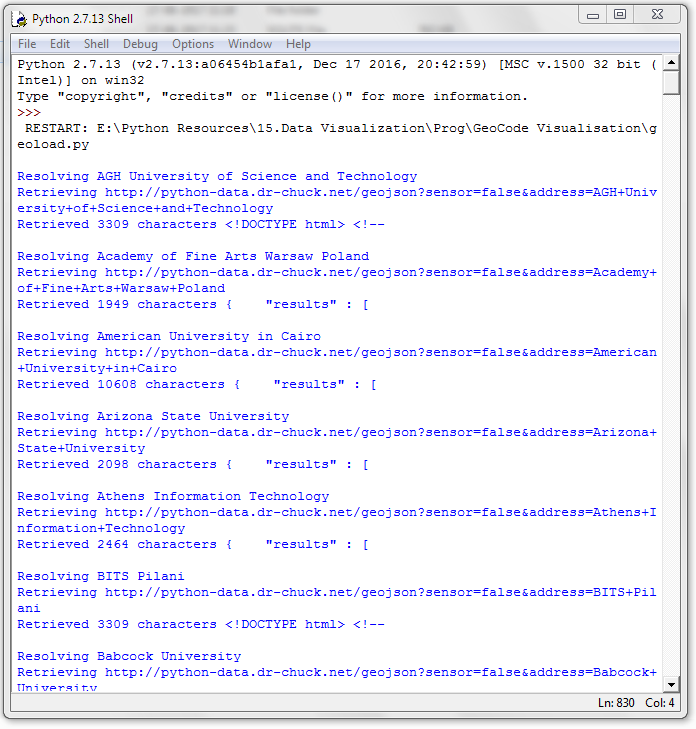 Python 2.7.13 Shell
File Edit Shell Debug Options Window Help
Python 2.7.13 (v2.7.13:a06454b1afa1, Dec 17 2016, 20:42:59) [MSC v.1500 32 bit (
Intel)] on win32
Type "copyright", "credits" or "license()" for more information.
>>>
RESTART: E:\Python Resources\15.Data Visualization\Prog\GeoCode Visualisation\g
eoload.py
Resolving AGH University of Science and Technology
Retrieving http://python-data.dr-chuck.net/geojson?sensor=false&address=AGH+Univ
ersity+of+Science+and+Technology
Retrieved 3309 characters <!DOCTYPE html> <!--
Resolving Academy of Fine Arts Warsaw Poland
Retrieving http://python-data.dr-chuck.net/geojson?sensor=false&address=Academy+
of+Fine+Arts+Warsaw+Poland
Retrieved 1949 characters {    "results" : [
Resolving American University in Cairo
Retrieving http://python-data.dr-chuck.net/geojson?sensor=false&address=American
+University+in+Cairo
Retrieved 10608 characters {    "results" : [
Resolving Arizona State University
Retrieving http://python-data.dr-chuck.net/geojson?sensor=false&address=Arizona+
State+University
Retrieved 2098 characters {    "results" : [
Resolving Athens Information Technology
Retrieving http://python-data.dr-chuck.net/geojson?sensor=false&address=Athens+I
nformation+Technology
Retrieved 2464 characters {    "results" : [
Resolving BITS Pilani
Retrieving http://python-data.dr-chuck.net/geojson?sensor=false&address=BITS+Pil
ani
Retrieved 3309 characters <!DOCTYPE html> <!--
Resolving Babcock University
Retrieving http://python-data.dr-chuck.net/geojson?sensor=false&address=Babcock+
University
Ln: 830 Col: 4